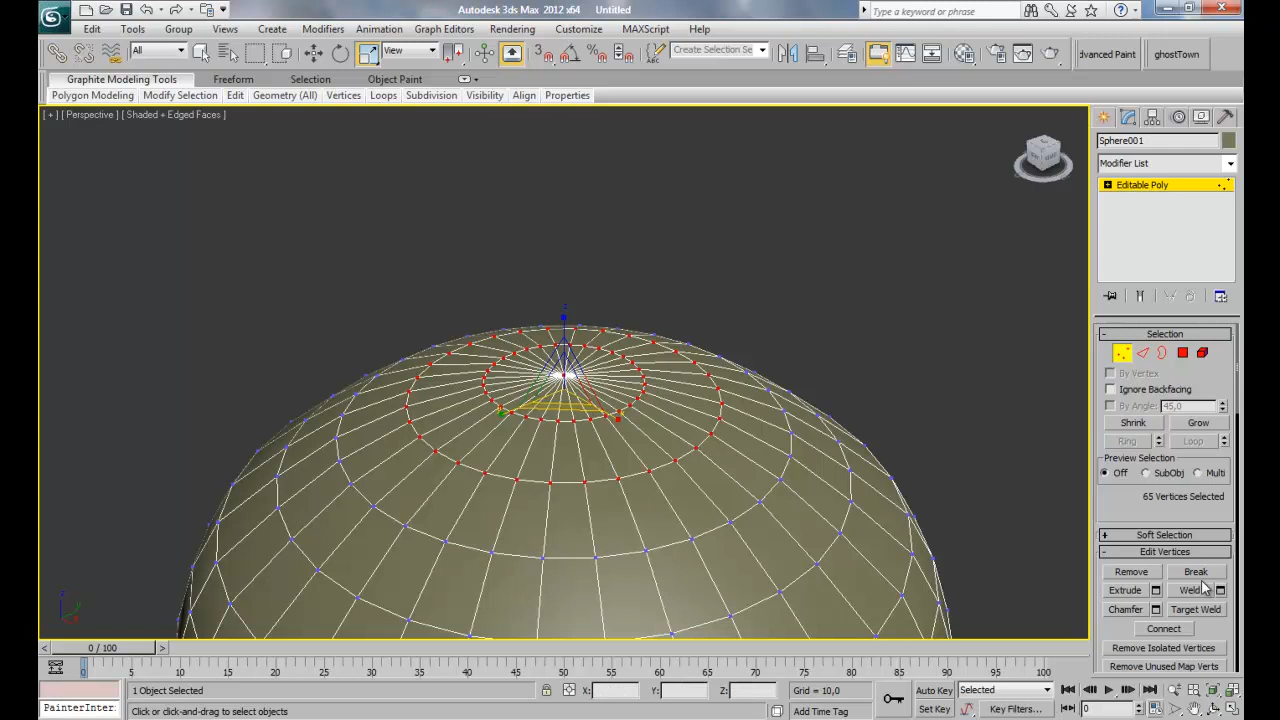 Autodesk 3ds Max 2012 x64 Untitled
Type a keyword or phrase
Edit Tools Group Views Create Modifiers Animation Graph Editors Rendering Customize MAXScript Help
All View 3 Create Selection Se dvanced Paint ghostTown
Graphite Modeling Tools Freeform Selection Object Paint
Polygon Modeling Modify Selection Edit Geometry (All) Vertices Loops Subdivision Visibility Align Properties
[ + ] [ Perspective ] [ Shaded + Edged Faces ]
Sphere001
Modifier List
Editable Poly
- Selection
By Vertex
Ignore Backfacing
By Angle: 45,0
Shrink Grow
Ring Loop
Preview Selection
Off SubObj Multi
65 Vertices Selected
+ Soft Selection
- Edit Vertices
Remove Break
Extrude Weld
Chamfer Target Weld
Connect
Remove Isolated Vertices
Remove Unused Map Verts
z
z y
< 0 / 100 >
0 5 10 15 20 25 30 35 40 45 50 55 60 65 70 75 80 85 90 95 100
1 Object Selected X: Y: Z: Grid = 10,0 Auto Key Selected
PainterInter: Click or click-and-drag to select objects Add Time Tag Set Key Key Filters... 0